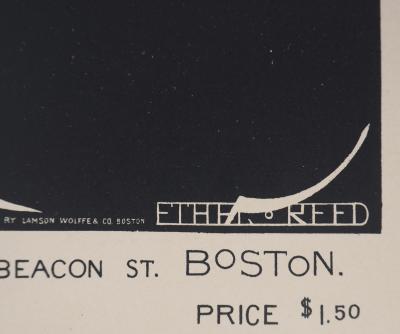 BY LAMSON WOLFFE & CO. BOSTON
ETHEL REED
BEACON ST. BOSTON.
PRICE $1.50